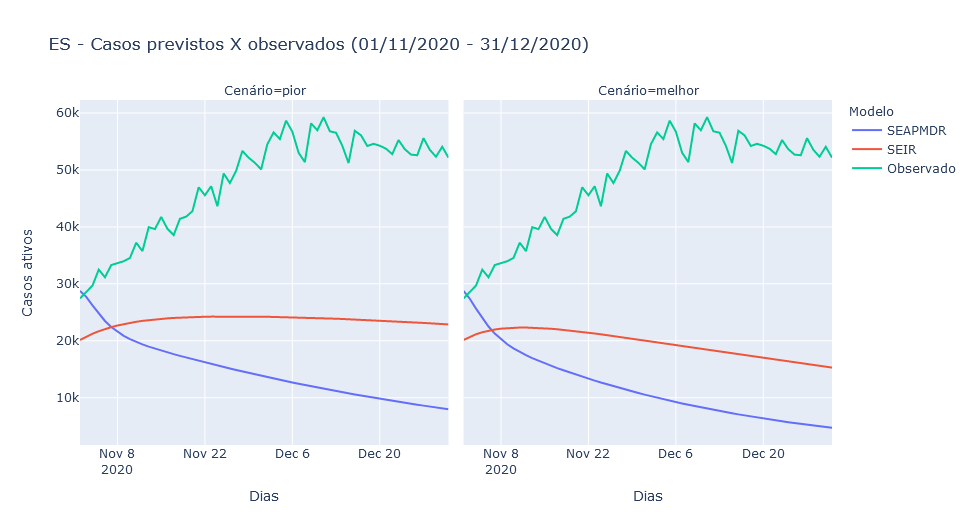 ES - Casos previstos X observados (01/11/2020 - 31/12/2020)
Cenário=pior
Cenário=melhor
Modelo
SEAPMDR
SEIR
Observado
60k
50k
40k
30k
20k
10k
Casos ativos
Nov 8
2020
Nov 22
Dec 6
Dec 20
Nov 8
2020
Nov 22
Dec 6
Dec 20
Dias
Dias